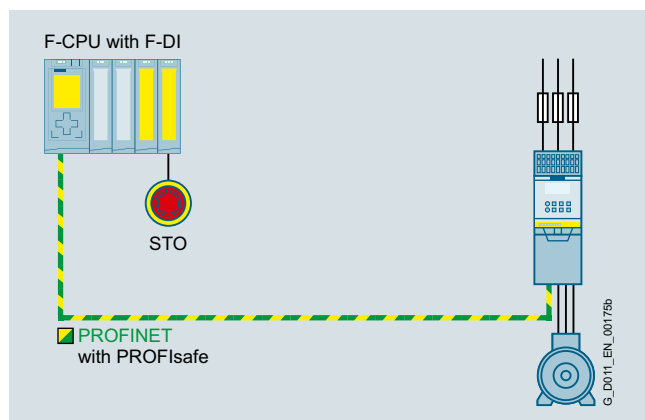 F-CPU with F-DI
STO
PROFINET
with PROFIsafe
G_D011_EN_00175b